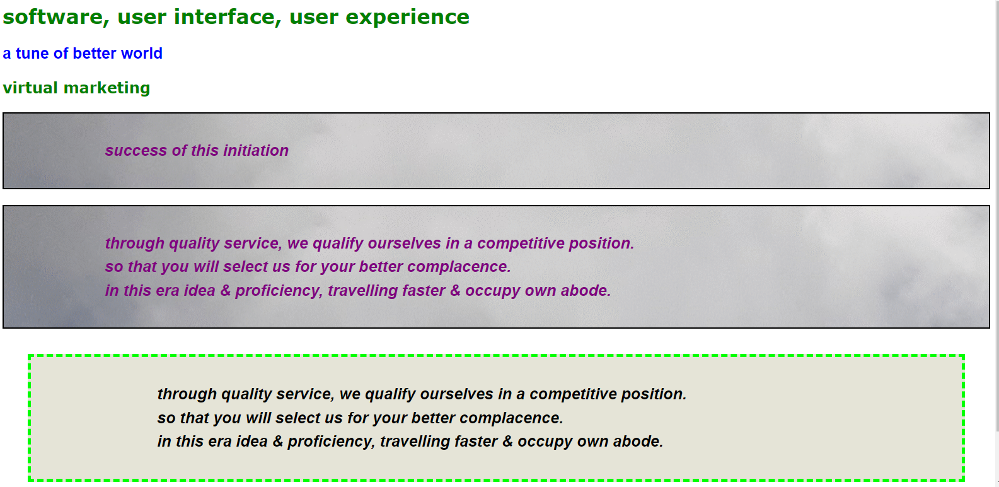 software, user interface, user experience
a tune of better world
virtual marketing
success of this initiation
through quality service, we qualify ourselves in a competitive position.
so that you will select us for your better complacence.
in this era idea & proficiency, travelling faster & occupy own abode.
through quality service, we qualify ourselves in a competitive position.
so that you will select us for your better complacence.
in this era idea & proficiency, travelling faster & occupy own abode.